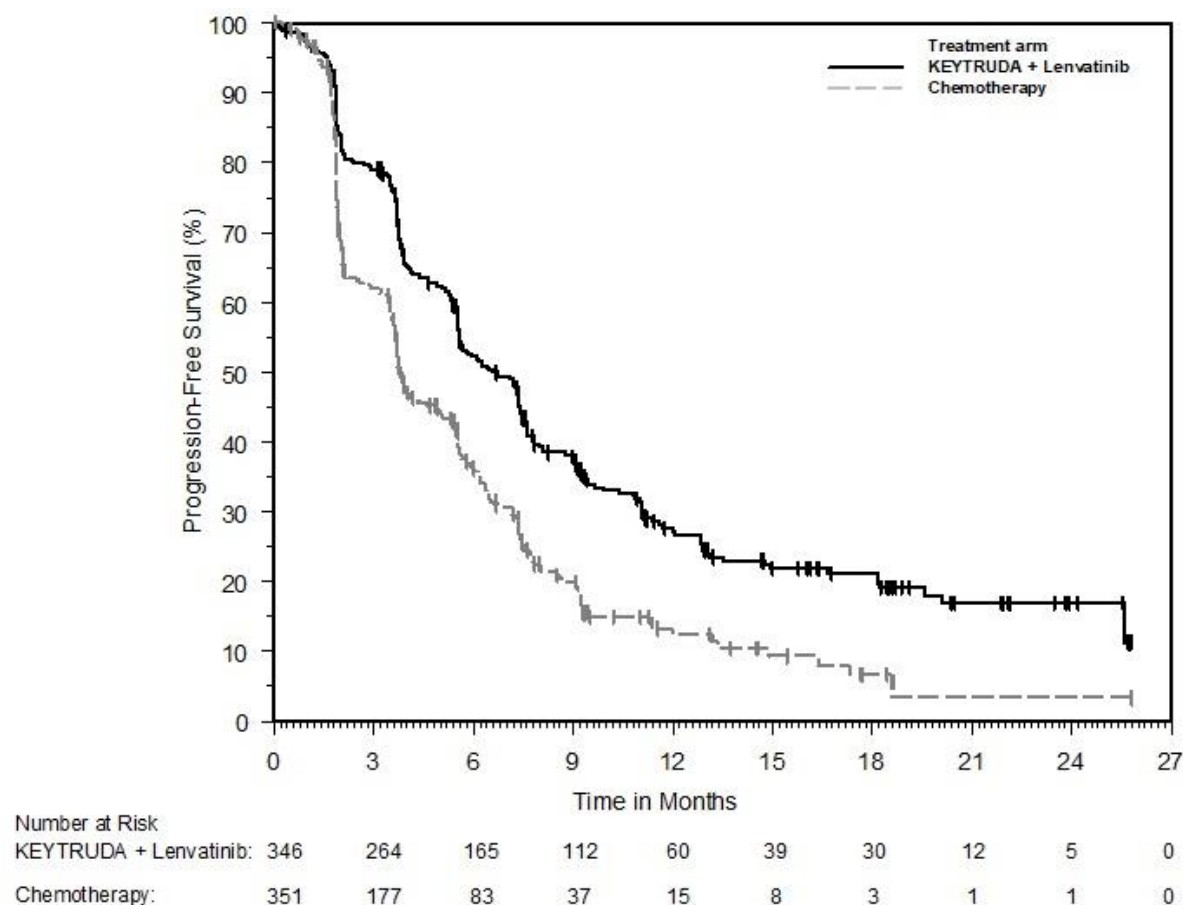 Treatment arm
KEYTRUDA + Lenvatinib
Chemotherapy
Progression-Free Survival (%)
100
90
80
70
60
50
40
30
20
10
0
0 3 6 9 12 15 18 21 24 27
Time in Months
Number at Risk
KEYTRUDA + Lenvatinib: 346 264 165 112 60 39 30 12 5 0
Chemotherapy: 351 177 83 37 15 8 3 1 1 0